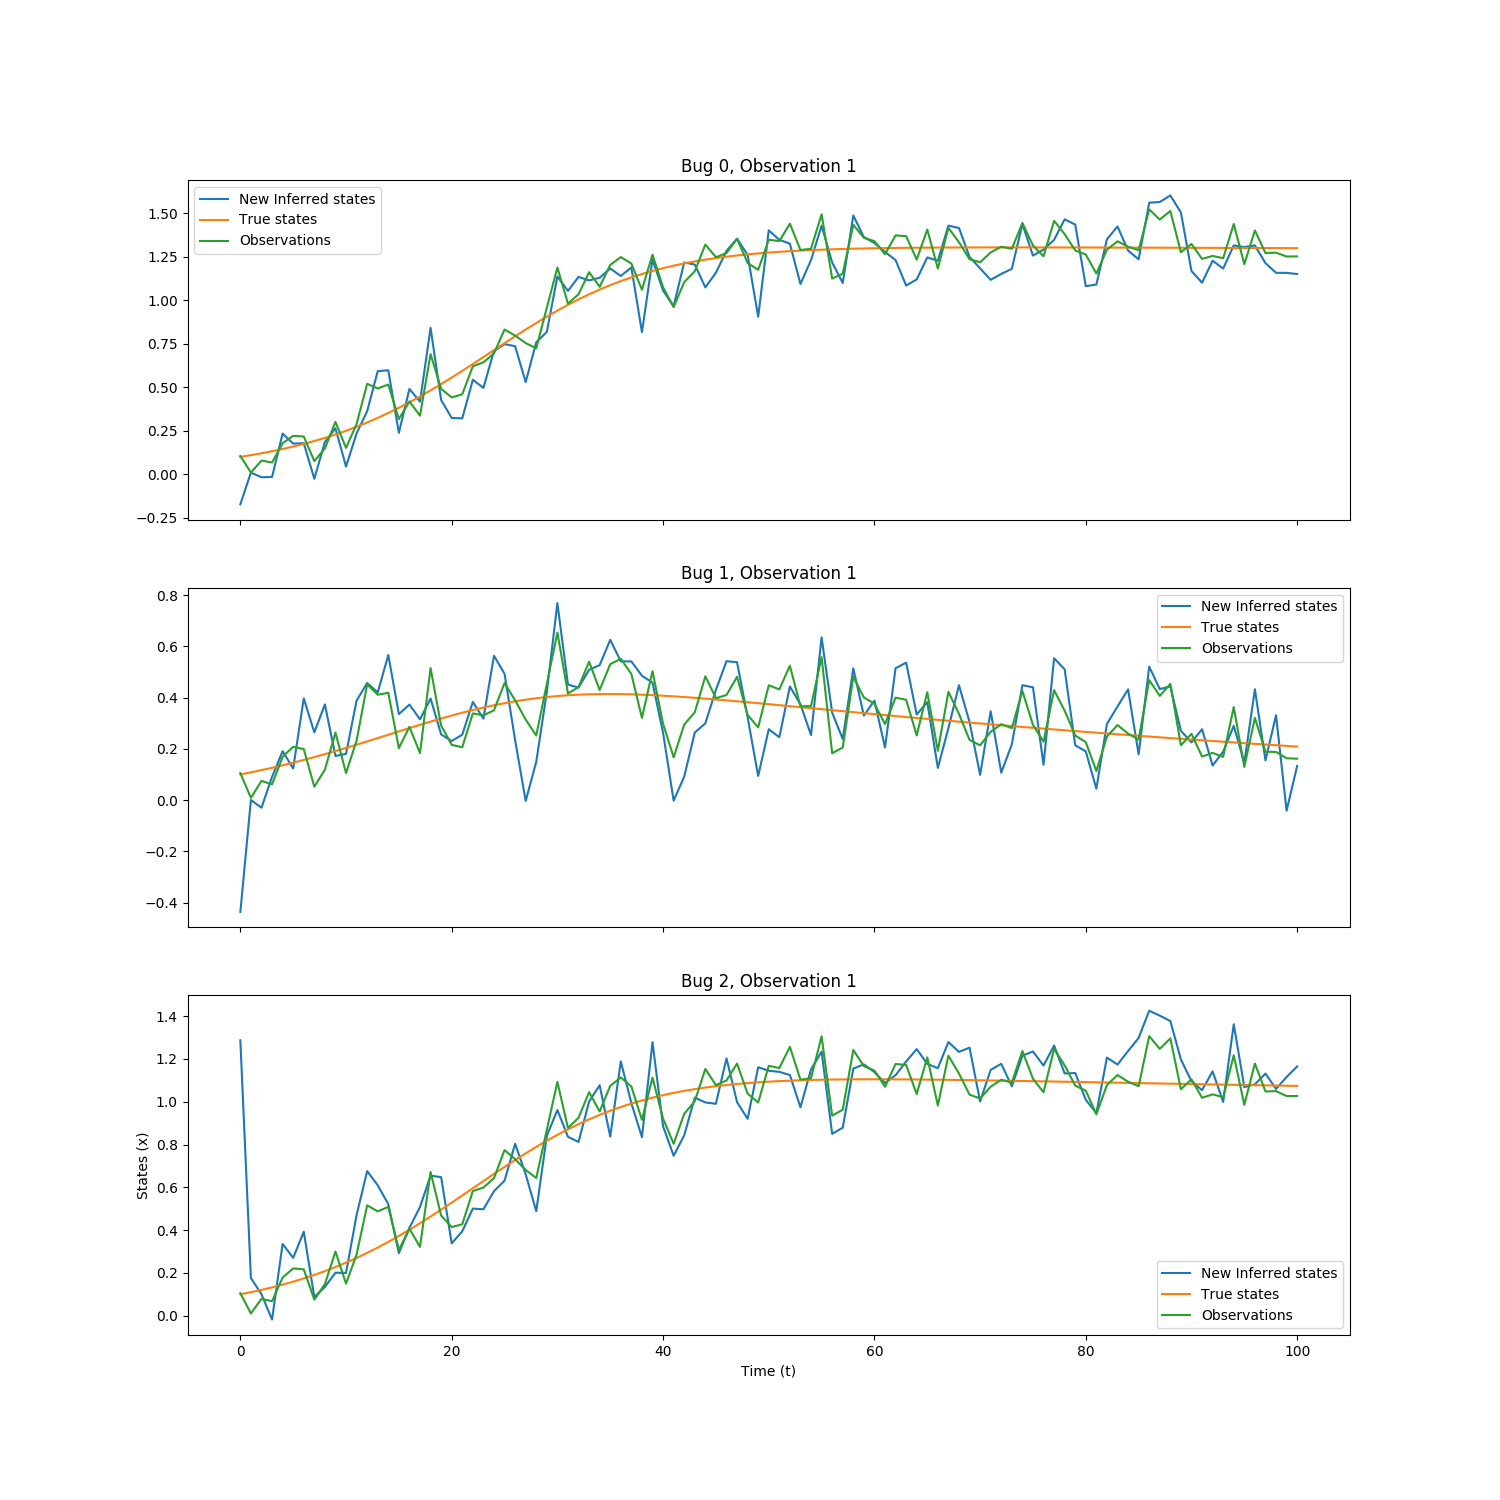 Bug 0, Observation 1
New Inferred states
True states
Observations
1.50
1.25
1.00
0.75
0.50
0.25
0.00
−0.25
Bug 1, Observation 1
New Inferred states
True states
Observations
0.8
0.6
0.4
0.2
0.0
−0.2
−0.4
Bug 2, Observation 1
1.4
1.2
1.0
0.8
0.6
0.4
0.2
0.0
States (x)
New Inferred states
True states
Observations
0 20 40 60 80 100
Time (t)